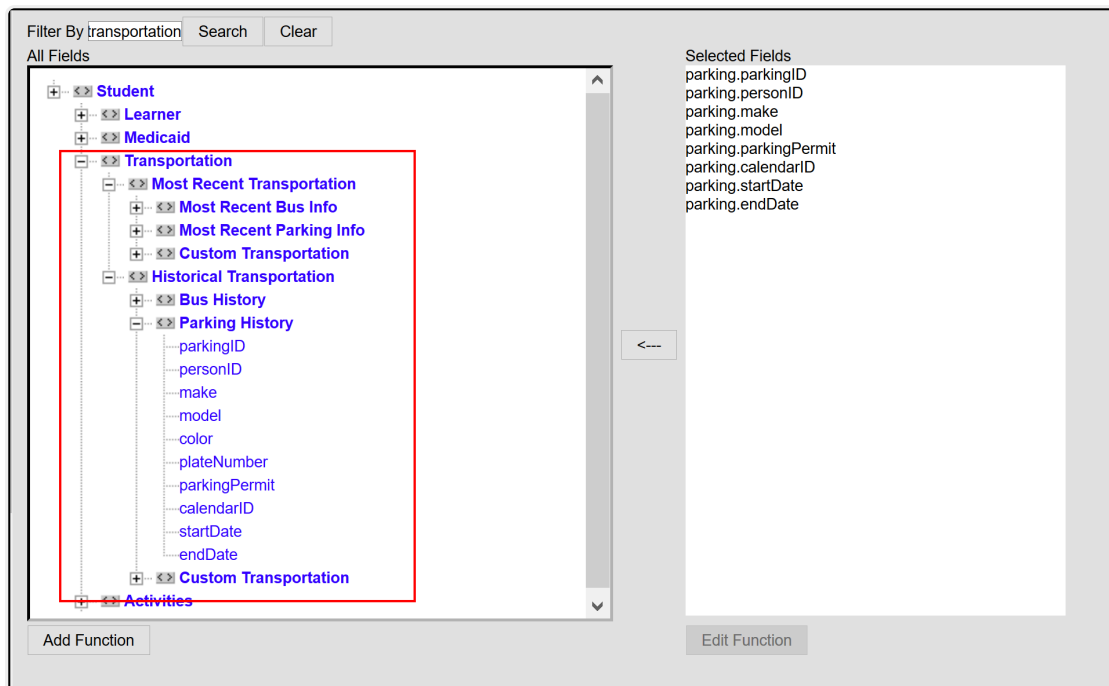 Filter By transportation Search Clear
All Fields
Student
Learner
Medicaid
Transportation
Most Recent Transportation
Most Recent Bus Info
Most Recent Parking Info
Custom Transportation
Historical Transportation
Bus History
Parking History
parkingID
personID
make
model
color
plateNumber
parkingPermit
calendarID
startDate
endDate
Custom Transportation
Activities
Add Function
<---
Selected Fields
parking.parkingID
parking.personID
parking.make
parking.model
parking.parkingPermit
parking.calendarID
parking.startDate
parking.endDate
Edit Function